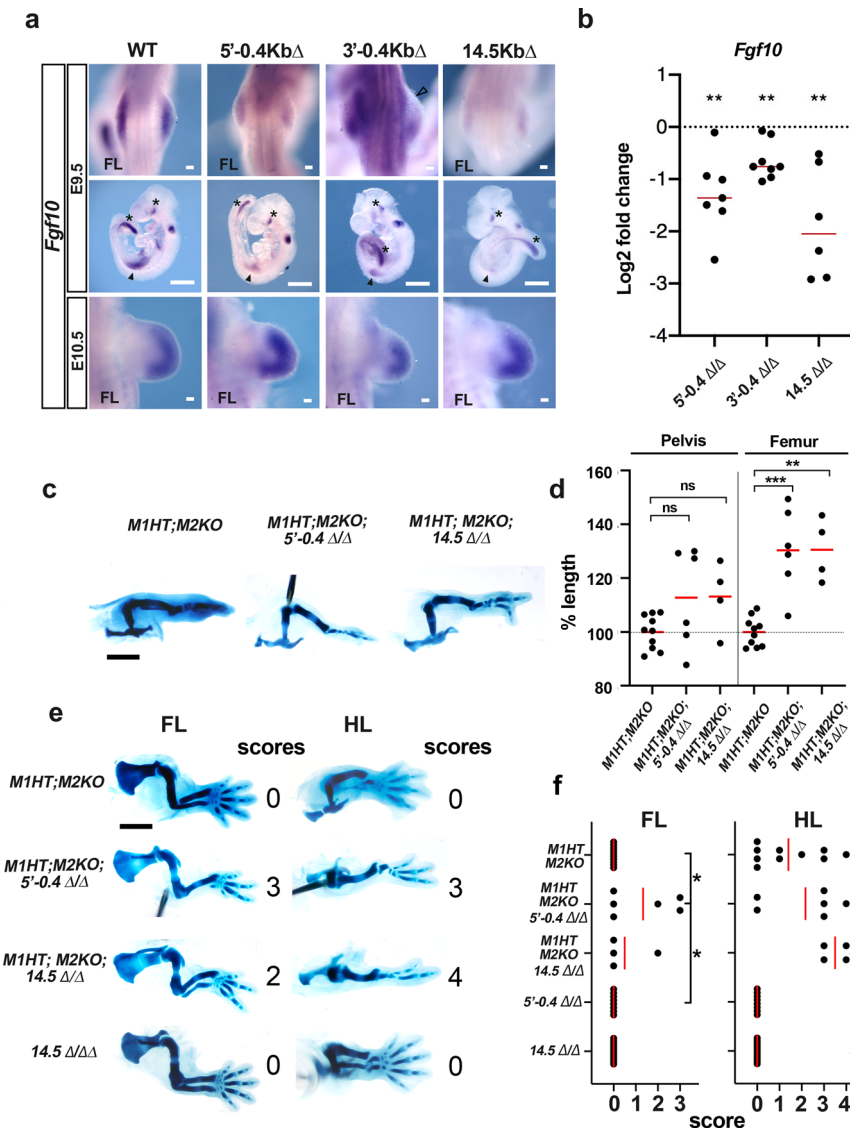 a
WT
5'-0.4KbΔ
3'-0.4KbΔ
14.5KbΔ
Fgf10
E9.5
FL
FL
FL
FL
*
*
*
*
*
*
*
*
E10.5
FL
FL
FL
FL
b
Fgf10
Log2 fold change
1
0
-1
-2
-3
-4
**
**
**
5'-0.4 Δ/Δ
3'-0.4 Δ/Δ
14.5 Δ/Δ
c
M1HT;M2KO
M1HT;M2KO;
5'-0.4 Δ/Δ
M1HT; M2KO;
14.5 Δ/Δ
d
Pelvis
Femur
% length
160
140
120
100
80
ns
ns
**
***
M1HT;M2KO
M1HT;M2KO;
5'-0.4 Δ/Δ
M1HT;M2KO;
14.5 Δ/Δ
M1HT;M2KO
M1HT;M2KO;
5'-0.4 Δ/Δ
M1HT;M2KO;
14.5 Δ/Δ
e
FL
HL
scores
scores
M1HT;M2KO
0
0
M1HT;M2KO;
5'-0.4 Δ/Δ
3
3
M1HT; M2KO;
14.5 Δ/Δ
2
4
14.5 Δ/ΔΔ
0
0
f
FL
HL
M1HT
M2KO
M1HT
M2KO
5'-0.4 Δ/Δ
M1HT
M2KO
14.5 Δ/Δ
5'-0.4 Δ/Δ
14.5 Δ/Δ
*
*
0 1 2 3
0 1 2 3 4
score